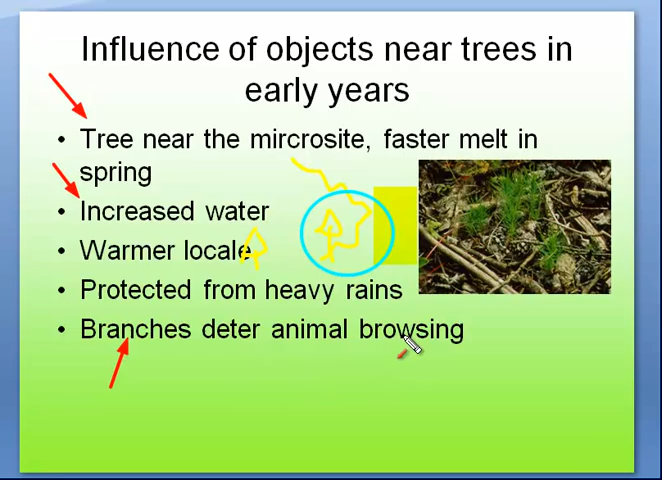 Influence of objects near trees in
early years
• Tree near the mircrosite, faster melt in
spring
• Increased water
• Warmer locale
• Protected from heavy rains
• Branches deter animal browsing